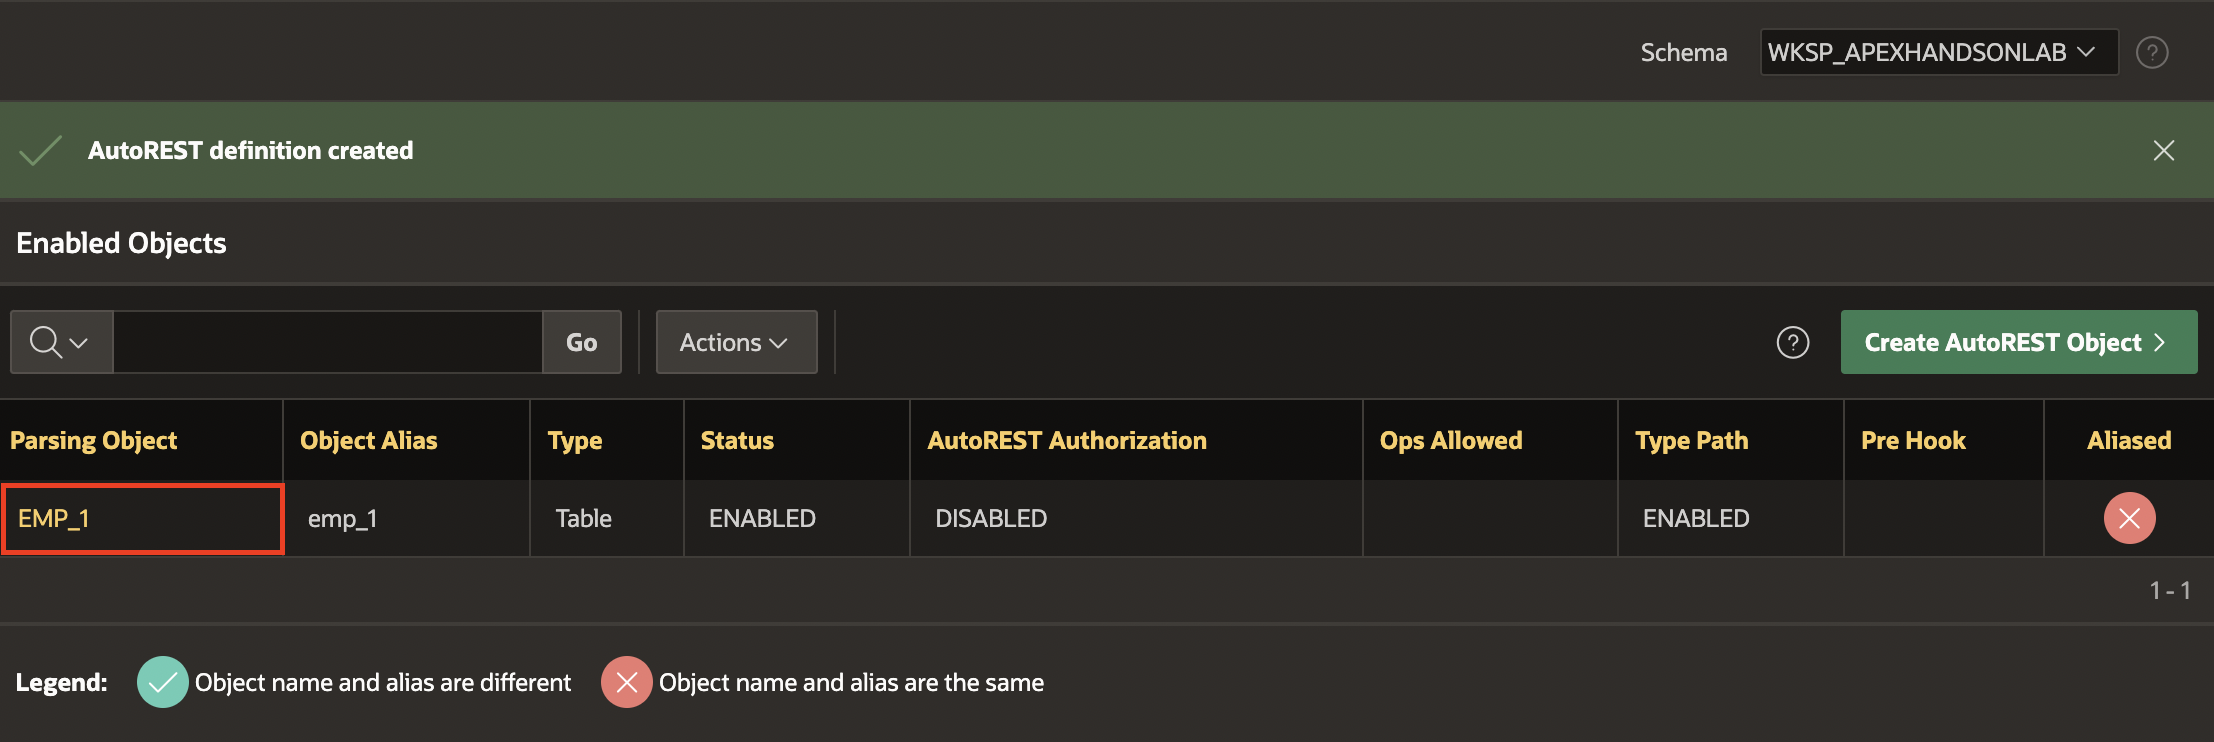 Schema WKSP_APEXHANDSONLAB ?
AutoREST definition created
Enabled Objects
Go Actions ? Create AutoREST Object
Parsing Object Object Alias Type Status AutoREST Authorization Ops Allowed Type Path Pre Hook Aliased
EMP_1 emp_1 Table ENABLED DISABLED ENABLED
1 - 1
Legend: Object name and alias are different Object name and alias are the same